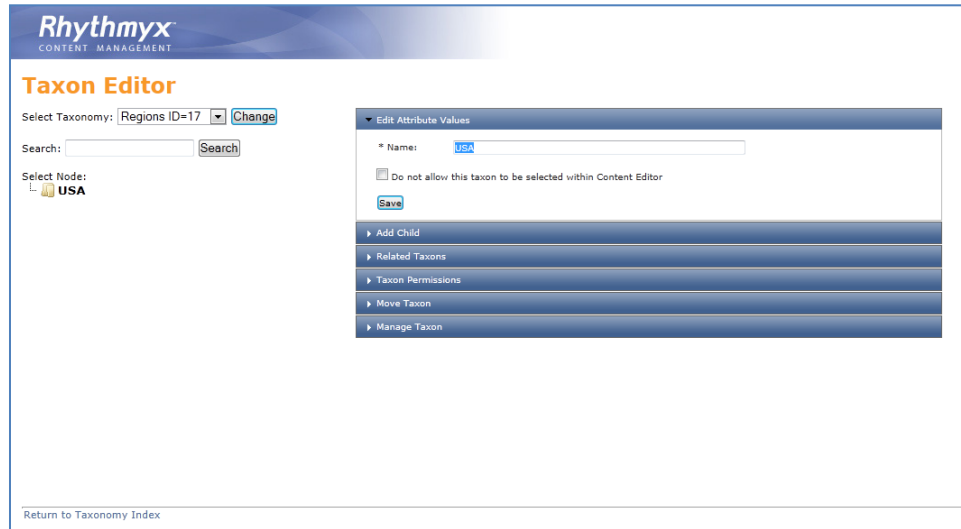 Rhythmyx
CONTENT MANAGEMENT
Taxon Editor
Select Taxonomy: Regions ID=17 Change
Search: Search
Select Node:
USA
Edit Attribute Values
* Name: USA
Do not allow this taxon to be selected within Content Editor
Save
Add Child
Related Taxons
Taxon Permissions
Move Taxon
Manage Taxon
Return to Taxonomy Index